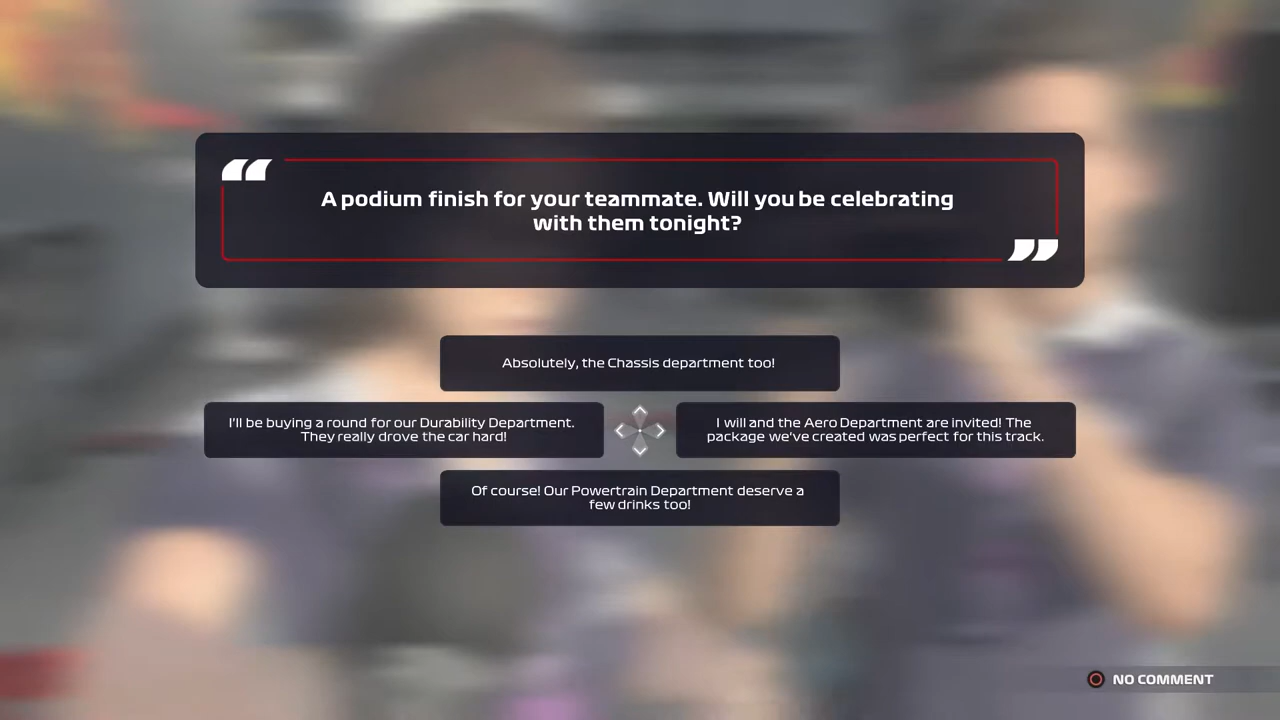 A podium finish for your teammate. Will you be celebrating
with them tonight?
Absolutely, the Chassis department too!
I'll be buying a round for our Durability Department.
They really drove the car hard!
I will and the Aero Department are invited! The
package we've created was perfect for this track.
Of course! Our Powertrain Department deserve a
few drinks too!
NO COMMENT